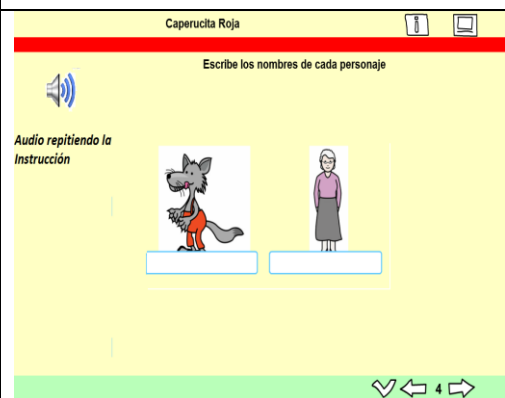 Caperucita Roja
i
Escribe los nombres de cada personaje
Audio repitiendo la
Instrucción
4